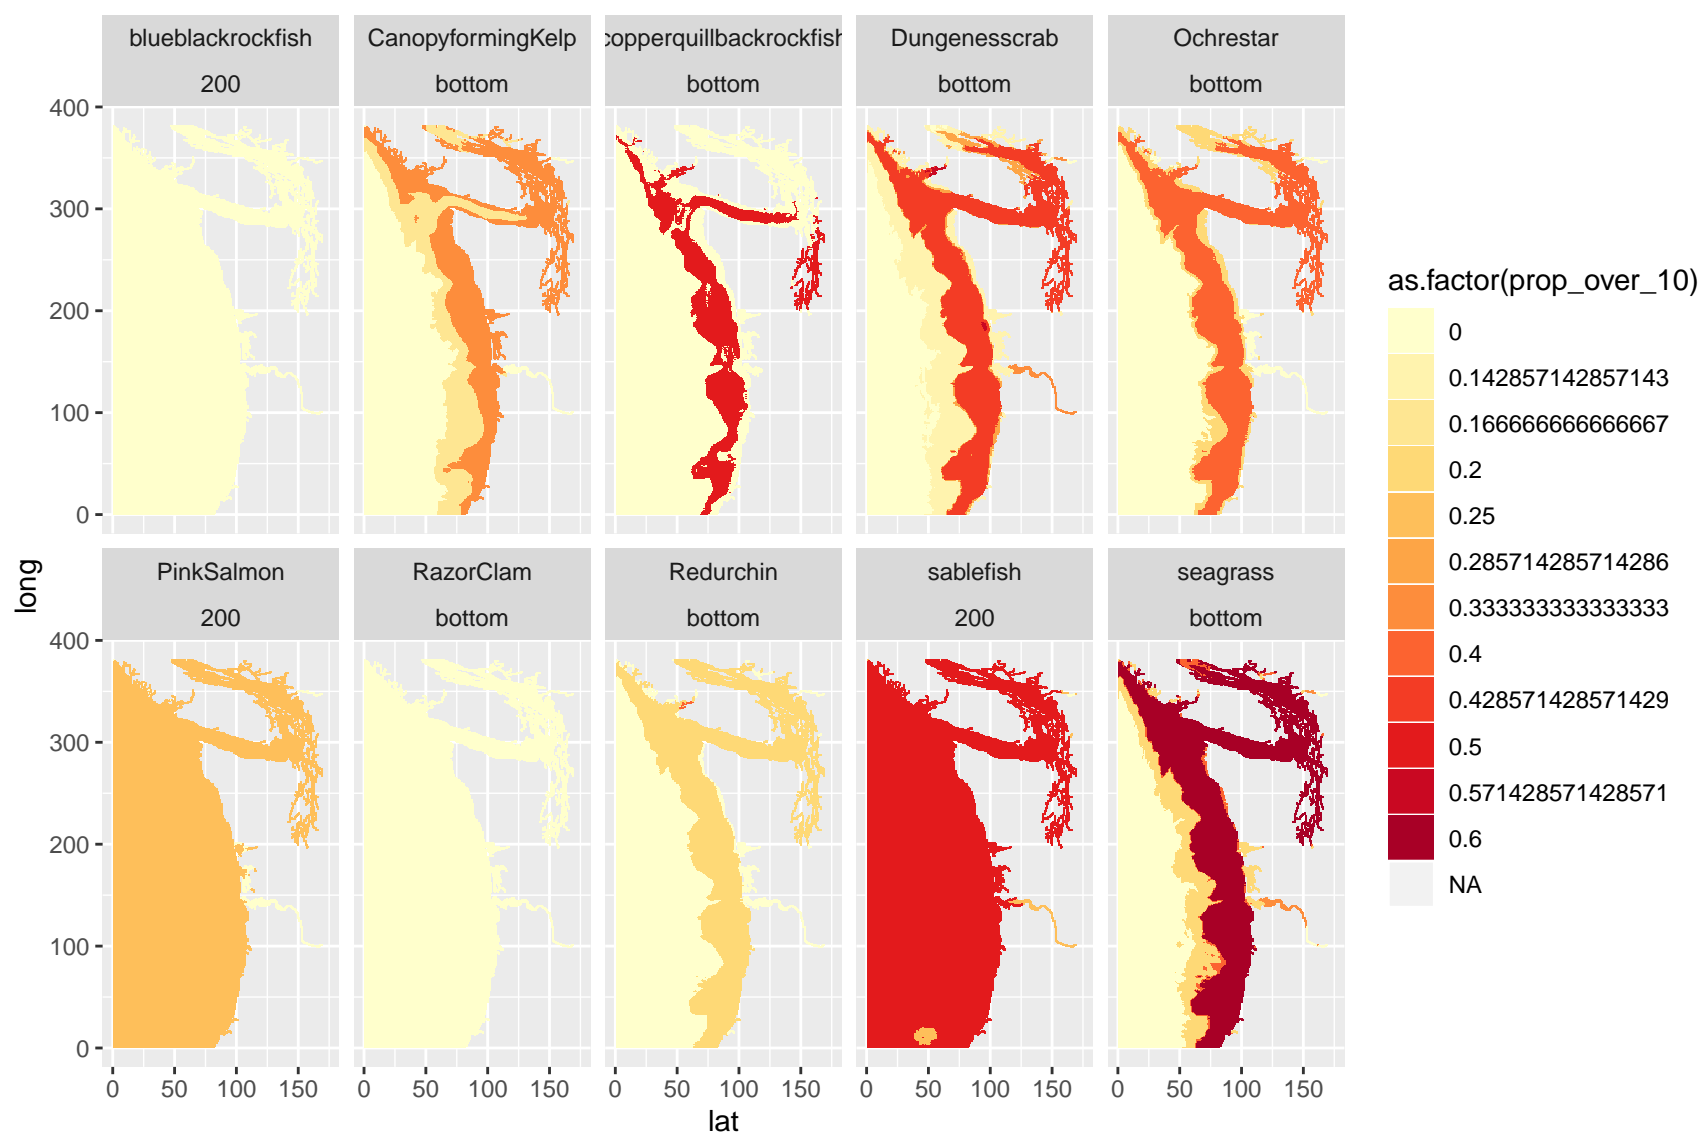 blueblackrockfish CanopyformingKelp copperquillbackrockfish Dungenesscrab Ochrestar
200 bottom bottom bottom bottom
400
300
200
100
0
PinkSalmon RazorClam Redurchin sablefish seagrass
200 bottom bottom 200 bottom
400
300
200
100
0
0 50 100 150 0 50 100 150 0 50 100 150 0 50 100 150 0 50 100 150
lat
long
as.factor(prop_over_10)
0
0.142857142857143
0.166666666666667
0.2
0.25
0.285714285714286
0.333333333333333
0.4
0.428571428571429
0.5
0.571428571428571
0.6
NA